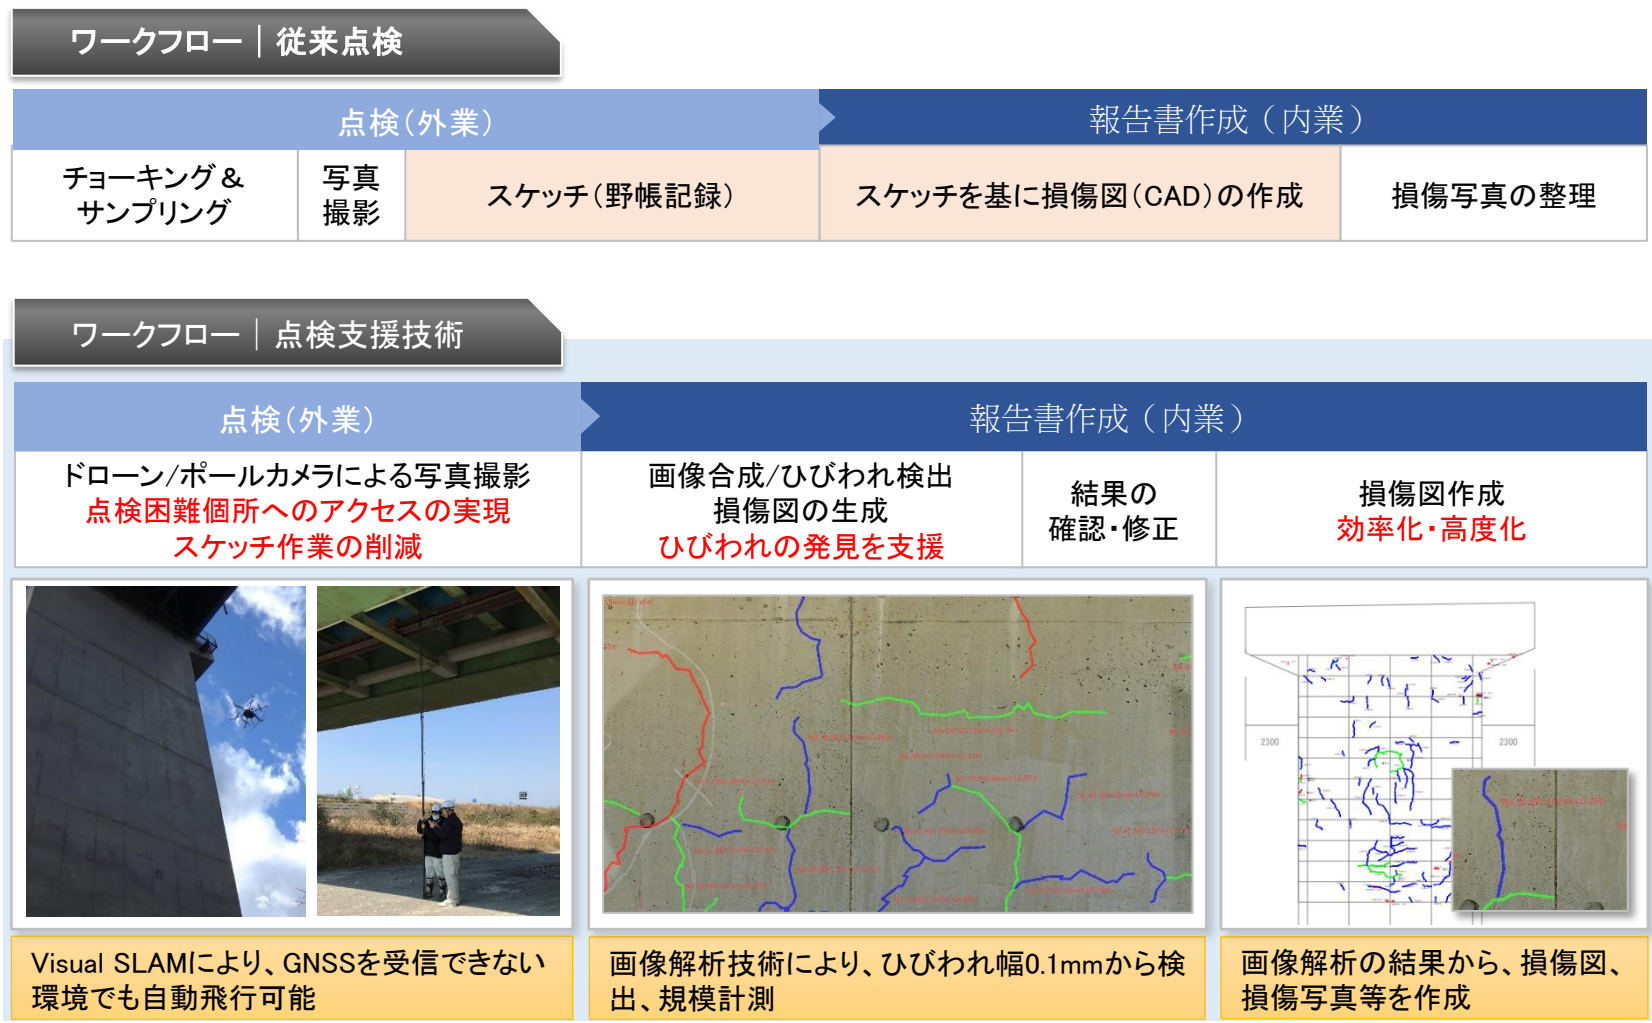 ワークフロー｜従来点検
点検（外業）
報告書作成（内業）
チョーキング＆
サンプリング
写真
撮影
スケッチ（野帳記録）
スケッチを基に損傷図（CAD）の作成
損傷写真の整理
ワークフロー｜点検支援技術
点検（外業）
報告書作成（内業）
ドローン/ポールカメラによる写真撮影
点検困難個所へのアクセスの実現
スケッチ作業の削減
画像合成/ひびわれ検出
損傷図の生成
ひびわれの発見を支援
結果の
確認・修正
損傷図作成
効率化・高度化
2300
2300
Visual SLAMにより、GNSSを受信できない
環境でも自動飛行可能
画像解析技術により、ひびわれ幅0.1mmから検
出、規模計測
画像解析の結果から、損傷図、
損傷写真等を作成